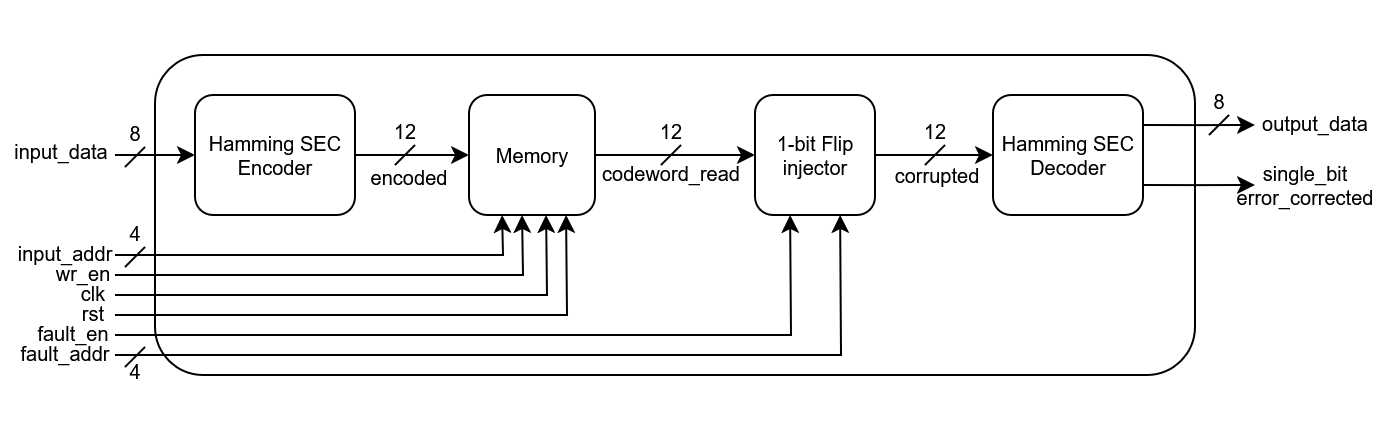 8
12
12
12
8
input_data
Hamming SEC
Encoder
encoded
Memory
codeword_read
1-bit Flip
injector
corrupted
Hamming SEC
Decoder
output_data
single_bit
error_corrected
4
input_addr
wr_en
clk
rst
fault_en
fault_addr
4